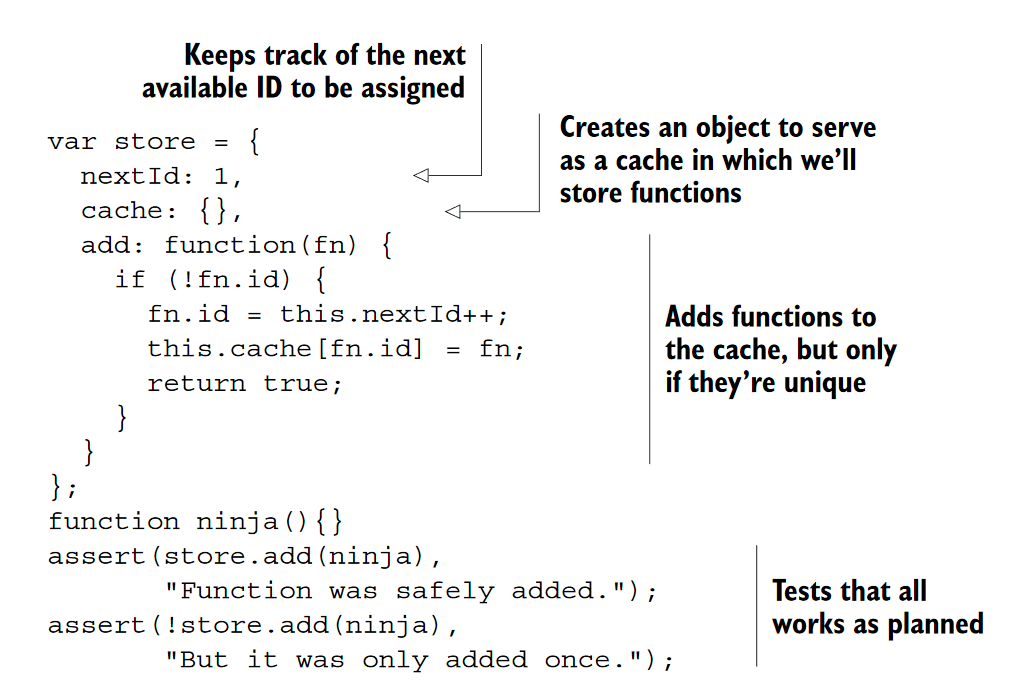 Keeps track of the next
available ID to be assigned
Creates an object to serve
as a cache in which we’ll
store functions
var store = {
  nextId: 1,
  cache: {},
  add: function(fn) {
    if (!fn.id) {
      fn.id = this.nextId++;
      this.cache[fn.id] = fn;
      return true;
    }
  }
};
Adds functions to
the cache, but only
if they’re unique
function ninja(){}
assert(store.add(ninja),
       "Function was safely added.");
assert(!store.add(ninja),
       "But it was only added once.");
Tests that all
works as planned